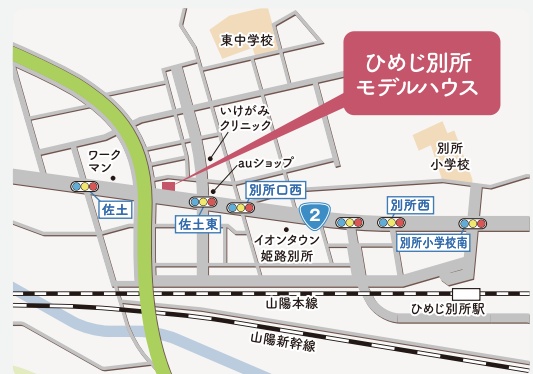 東中学校
ひめじ別所
モデルハウス
いけがみ
クリニック
ワーク
マン
auショップ
別所
小学校
佐土
佐土東
別所口西
2
別所西
別所小学校南
イオンタウン
姫路別所
山陽本線
ひめじ別所駅
山陽新幹線